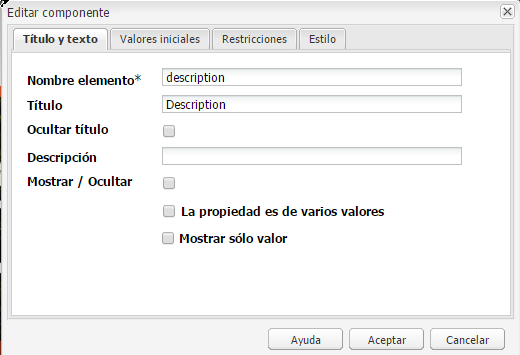 Editar componente
Título y texto Valores iniciales Restricciones Estilo
Nombre elemento* description
Título Description
Ocultar título
Descripción
Mostrar / Ocultar
La propiedad es de varios valores
Mostrar sólo valor
Ayuda Aceptar Cancelar